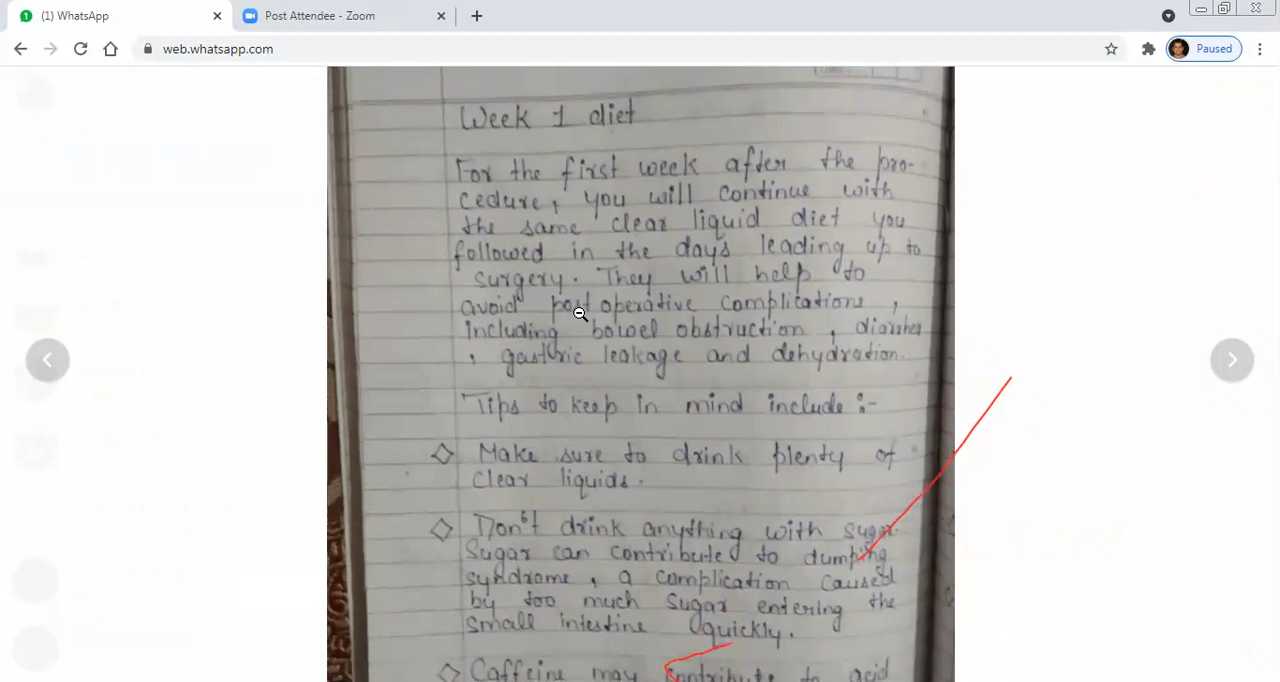 (1) WhatsApp
Post Attendee - Zoom
web.whatsapp.com
Paused
Week 1 diet
For the first week after the pro-
cedure, you will continue with
the same clear liquid diet you
followed in the days leading up to
surgery. They will help to
avoid post operative complications,
including bowel obstruction, diarrhea
, gastric leakage and dehydration.
Tips to keep in mind include :-
Make sure to drink plenty of
clear liquids.
Don't drink anything with sugar.
Sugar can contribute to dumping
syndrome, a complication caused
by too much sugar entering the
small intestine quickly.
Caffeine may contribute to acid